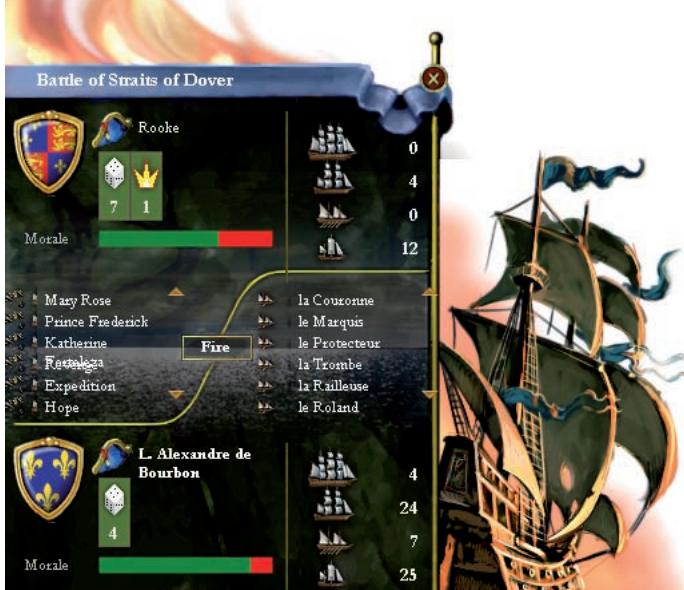 Battle of Straits of Dover
Rooke
7 1
Morale
0
4
0
12
Mary Rose
Prince Frederick
Katherine
Revenge
Expedition
Hope
Fire
la Couronne
le Marquis
le Protecteur
la Trombe
la Railleuse
le Roland
L. Alexandre de
Bourbon
4
Morale
4
24
7
25